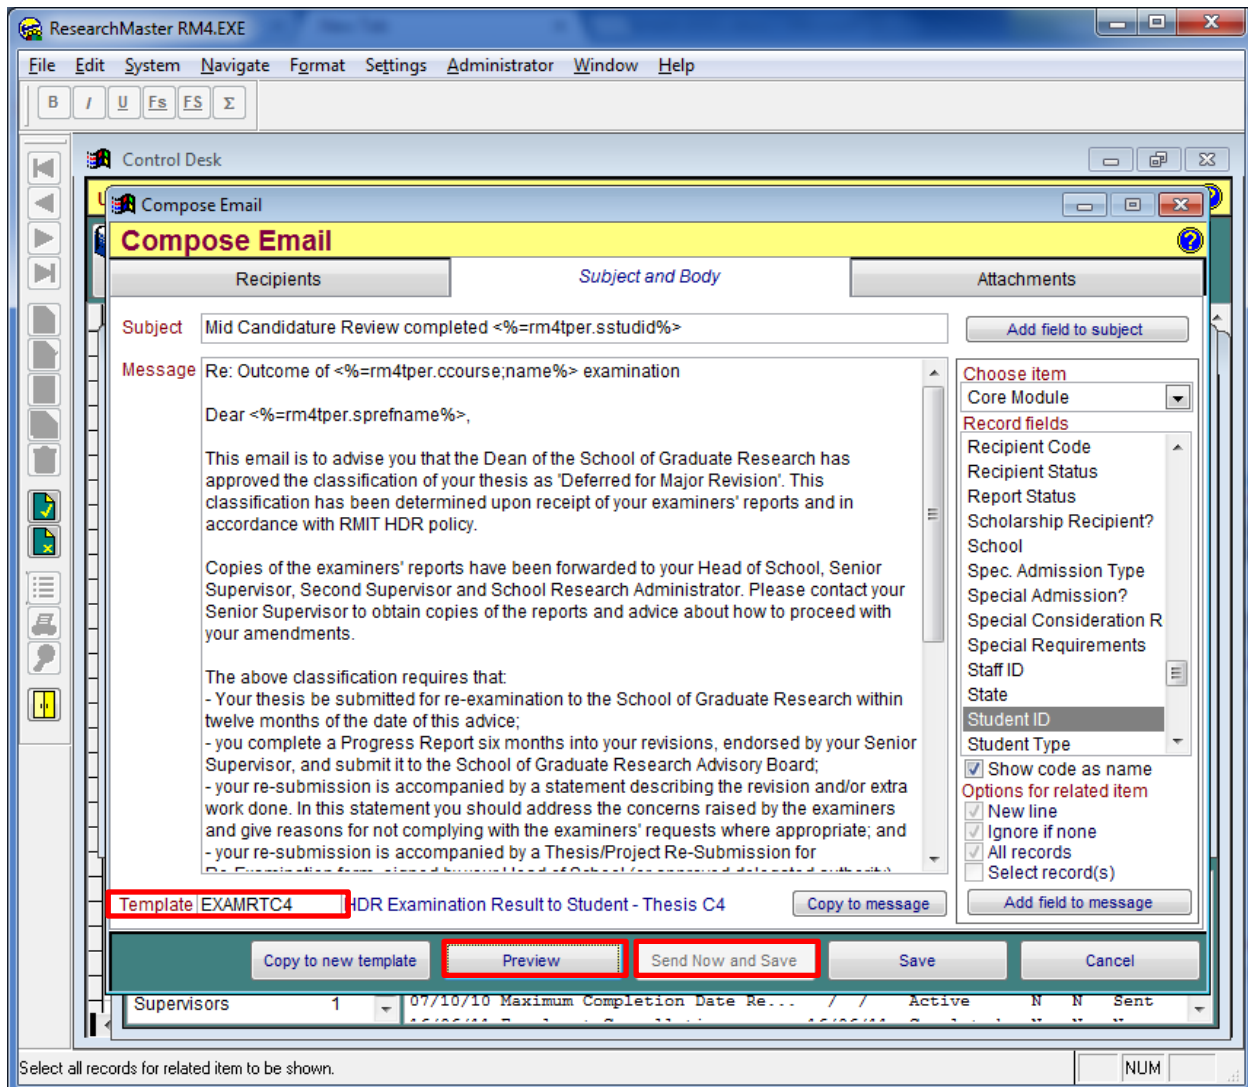 ResearchMaster RM4.EXE
File Edit System Navigate Format Settings Administrator Window Help
B I U Fs FS Σ
Control Desk
Compose Email
Compose Email
Recipients Subject and Body Attachments
Subject Mid Candidature Review completed <%=rm4tper.sstudid%> Add field to subject
Message Re: Outcome of <%=rm4tper.ccourse;name%> examination
Dear <%=rm4tper.sprefname%>,
This email is to advise you that the Dean of the School of Graduate Research has
approved the classification of your thesis as 'Deferred for Major Revision'. This
classification has been determined upon receipt of your examiners' reports and in
accordance with RMIT HDR policy.
Copies of the examiners' reports have been forwarded to your Head of School, Senior
Supervisor, Second Supervisor and School Research Administrator. Please contact your
Senior Supervisor to obtain copies of the reports and advice about how to proceed with
your amendments.
The above classification requires that:
- Your thesis be submitted for re-examination to the School of Graduate Research within
twelve months of the date of this advice;
- you complete a Progress Report six months into your revisions, endorsed by your Senior
Supervisor, and submit it to the School of Graduate Research Advisory Board;
- your re-submission is accompanied by a statement describing the revision and/or extra
work done. In this statement you should address the concerns raised by the examiners
and give reasons for not complying with the examiners' requests where appropriate; and
- your re-submission is accompanied by a Thesis/Project Re-Submission for
Re-Examination form, signed by your Head of School (or approved delegated authority)
Choose item
Core Module
Record fields
Recipient Code
Recipient Status
Report Status
Scholarship Recipient?
School
Spec. Admission Type
Special Admission?
Special Consideration R
Special Requirements
Staff ID
State
Student ID
Student Type
Show code as name
Options for related item
New line
Ignore if none
All records
Select record(s)
Template EXAMRTC4 HDR Examination Result to Student - Thesis C4 Copy to message Add field to message
Copy to new template Preview Send Now and Save Save Cancel
Supervisors 1 07/10/10 Maximum Completion Date Re... / / Active N N Sent
Select all records for related item to be shown. NUM